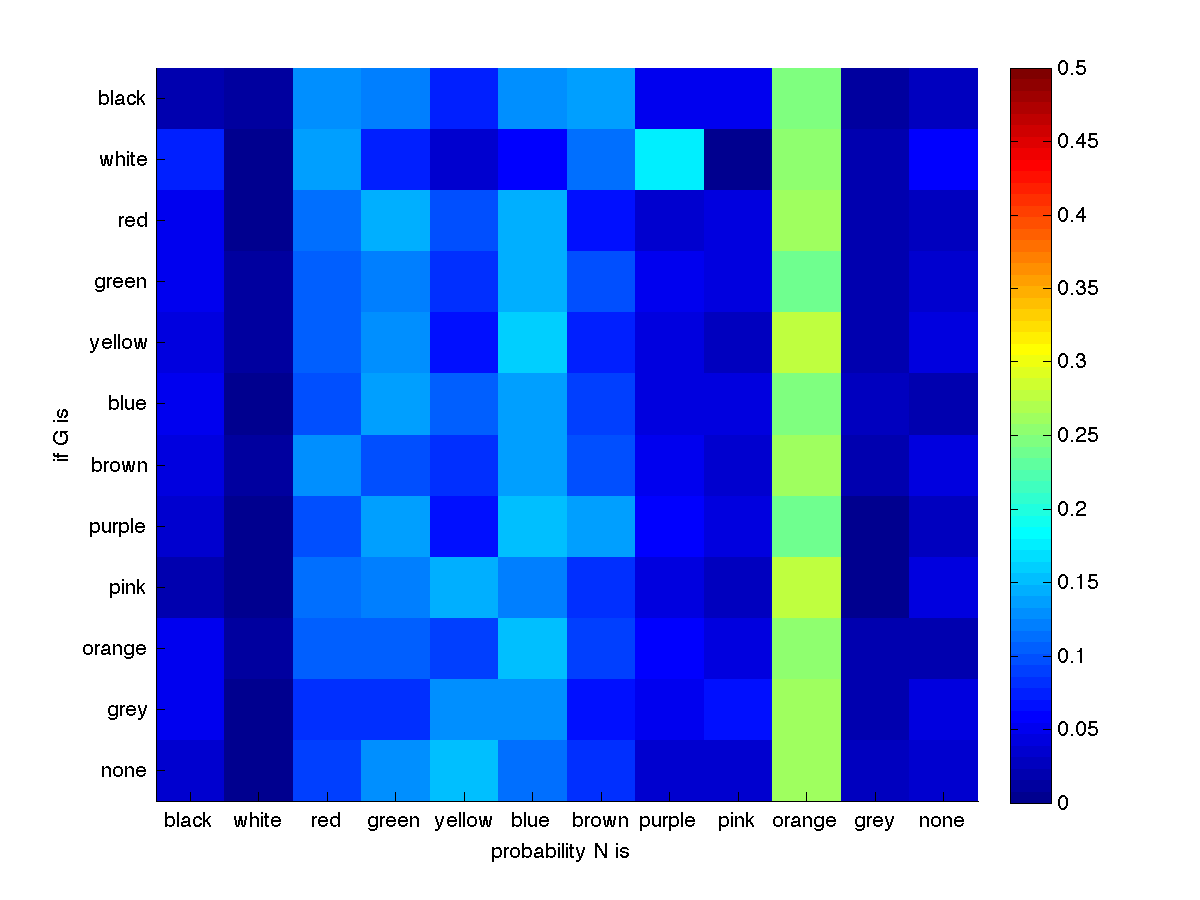 black
white
red
green
yellow
blue
brown
purple
pink
orange
grey
none
if G is
black white red green yellow blue brown purple pink orange grey none
probability N is
0.5
0.45
0.4
0.35
0.3
0.25
0.2
0.15
0.1
0.05
0